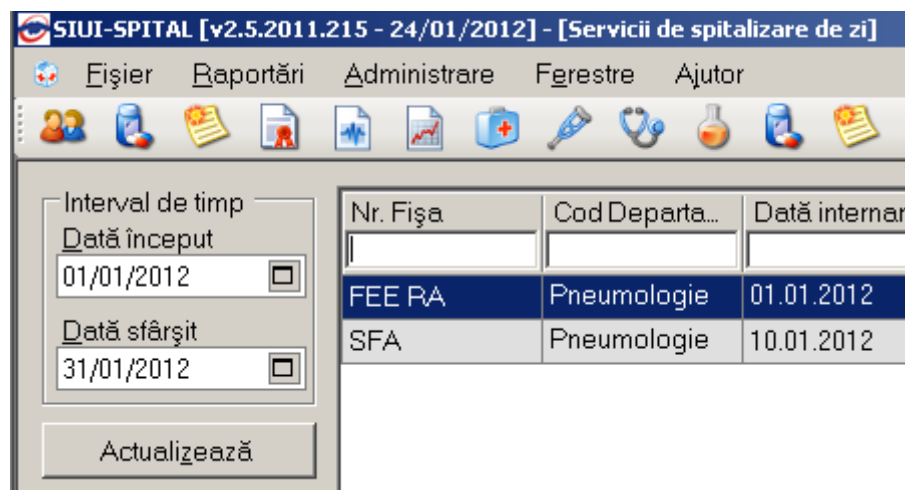 SIUI-SPITAL [v2.5.2011.215 - 24/01/2012] - [Servicii de spitalizare de zi]
Fişier Raportări Administrare Ferestre Ajutor
Interval de timp
Dată început
01/01/2012
Dată sfârşit
31/01/2012
Actualizează
Nr. Fişa Cod Departa... Dată internar
FEE RA Pneumologie 01.01.2012
SFA Pneumologie 10.01.2012